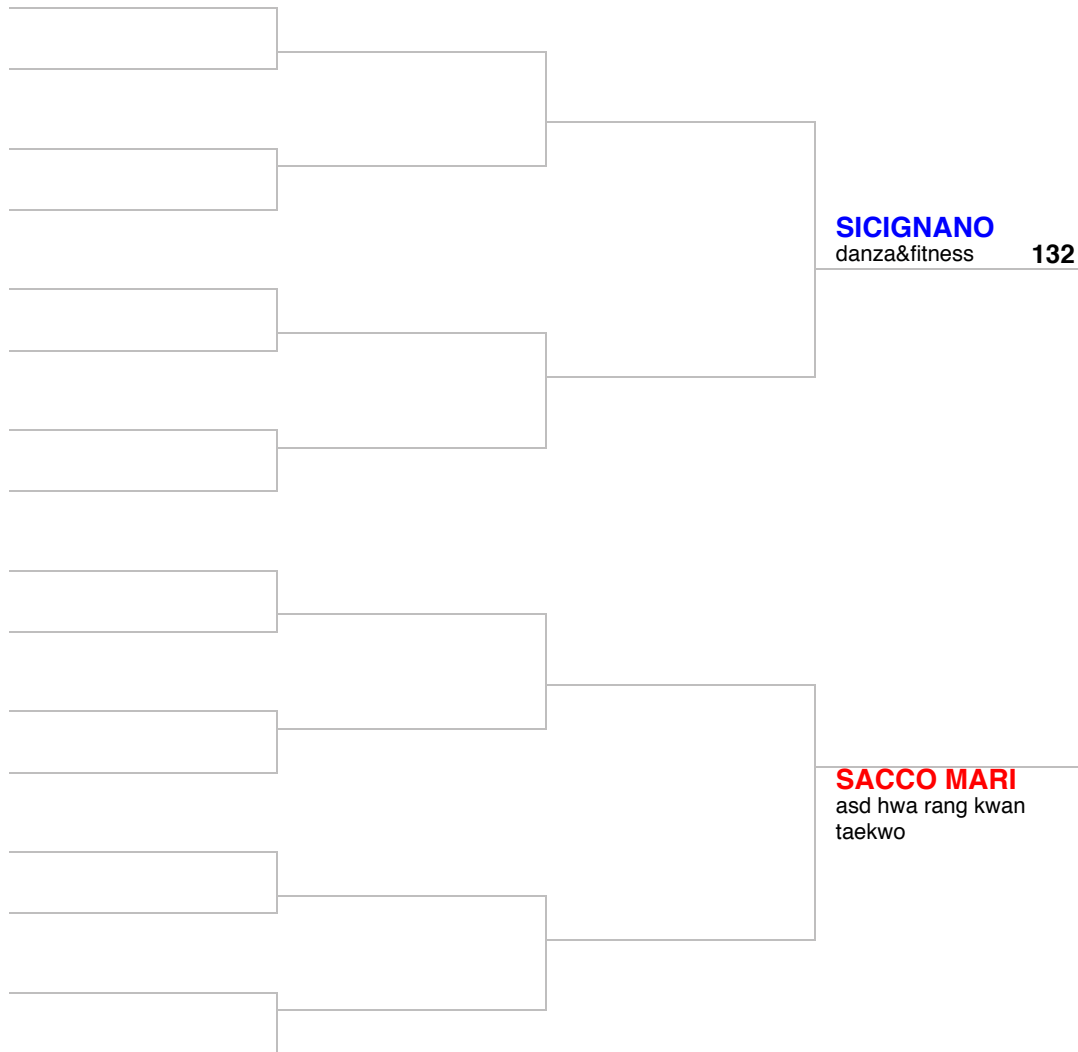 SICIGNANO
danza&fitness 132
SACCO MARI
asd hwa rang kwan
taekwo